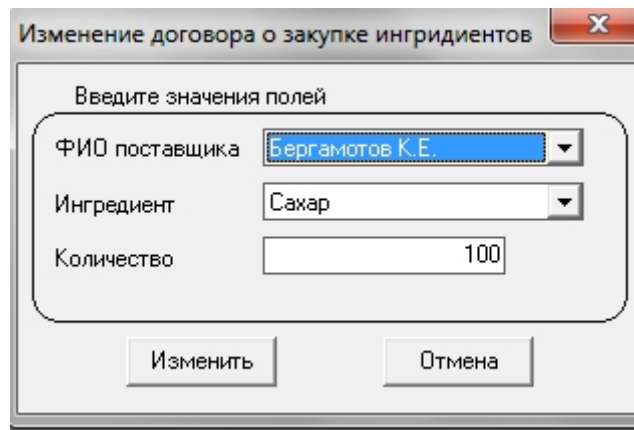 Изменение договора о закупке ингридиентов
Введите значения полей
ФИО поставщика Бергамотов К.Е.
Ингредиент Сахар
Количество 100
Изменить Отмена